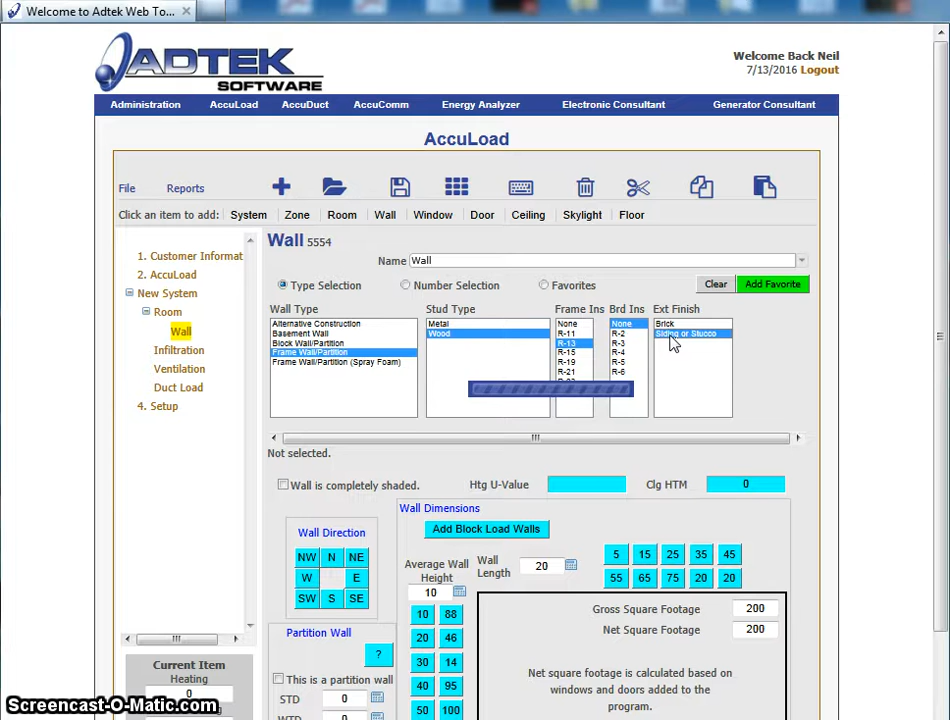 Welcome to Adtek Web To...
ADTEK
SOFTWARE
Welcome Back Neil
7/13/2016 Logout
Administration AccuLoad AccuDuct AccuComm Energy Analyzer Electronic Consultant Generator Consultant
AccuLoad
File Reports
Click an item to add: System Zone Room Wall Window Door Ceiling Skylight Floor
1. Customer Informat
2. AccuLoad
New System
Room
Wall
Infiltration
Ventilation
Duct Load
4. Setup
Wall 5554
Name Wall
Type Selection Number Selection Favorites Clear Add Favorite
Wall Type Stud Type Frame Ins Brd Ins Ext Finish
Alternative Construction Metal None None Brick
Basement Wall Wood R-11 R-2 Siding or Stucco
Block Wall/Partition R-13 R-3
Frame Wall/Partition R-15 R-4
Frame Wall/Partition (Spray Foam) R-19 R-5
R-21 R-6
Not selected.
Wall is completely shaded. Htg U-Value Clg HTM 0
Wall Direction
NW N NE
W E
SW S SE
Wall Dimensions
Add Block Load Walls
Average Wall Height
10
Wall Length 20
5 15 25 35 45
55 65 75 20 20
10 88
20 46
30 14
40 95
50 100
Gross Square Footage 200
Net Square Footage 200
Net square footage is calculated based on
windows and doors added to the
program.
Partition Wall
?
This is a partition wall
STD 0
WTD 0
Current Item
Heating
0
Screencast-O-Matic.com